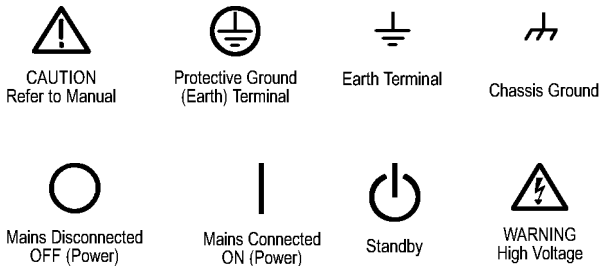 CAUTION
Refer to Manual
Protective Ground
(Earth) Terminal
Earth Terminal
Chassis Ground
Mains Disconnected
OFF (Power)
Mains Connected
ON (Power)
Standby
WARNING
High Voltage